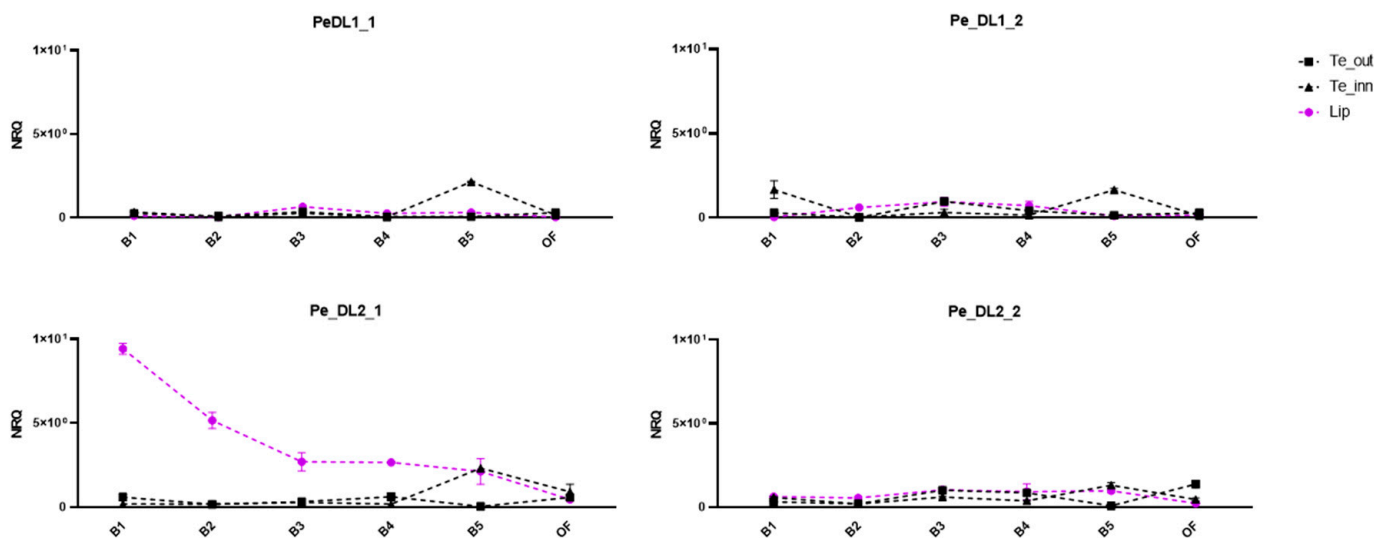 PeDL1_1
1×10¹
5×10⁰
0
NRQ
B1 B2 B3 B4 B5 OF
Pe_DL1_2
1×10¹
5×10⁰
0
NRQ
B1 B2 B3 B4 B5 OF
Te_out
Te_inn
Lip
Pe_DL2_1
1×10¹
5×10⁰
0
NRQ
B1 B2 B3 B4 B5 OF
Pe_DL2_2
1×10¹
5×10⁰
0
NRQ
B1 B2 B3 B4 B5 OF